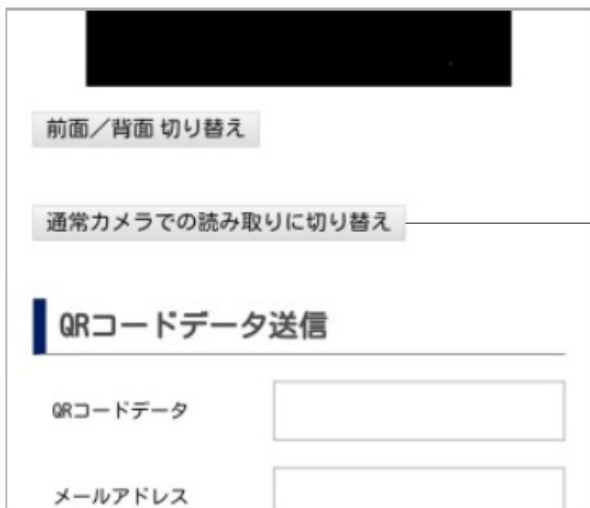 前面／背面 切り替え
通常カメラでの読み取りに切り替え
QRコードデータ送信
QRコードデータ
メールアドレス